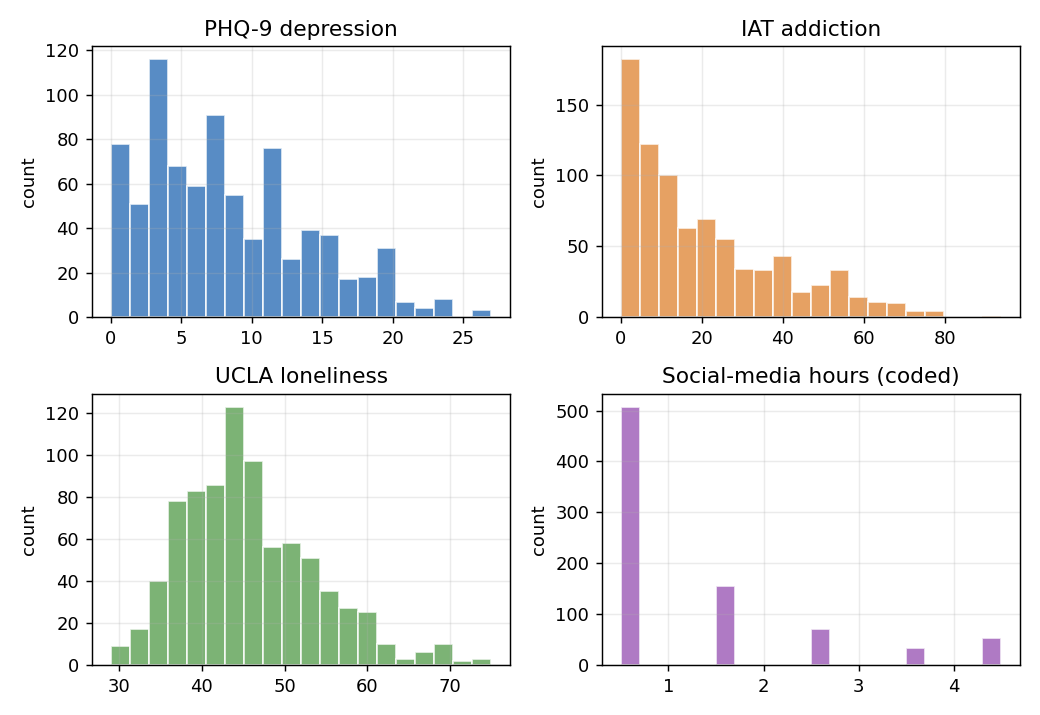 PHQ-9 depression
120
100
80
60
40
20
0
count
0 5 10 15 20 25
IAT addiction
150
100
50
0
count
0 20 40 60 80
UCLA loneliness
120
100
80
60
40
20
0
count
30 40 50 60 70
Social-media hours (coded)
500
400
300
200
100
0
count
1 2 3 4